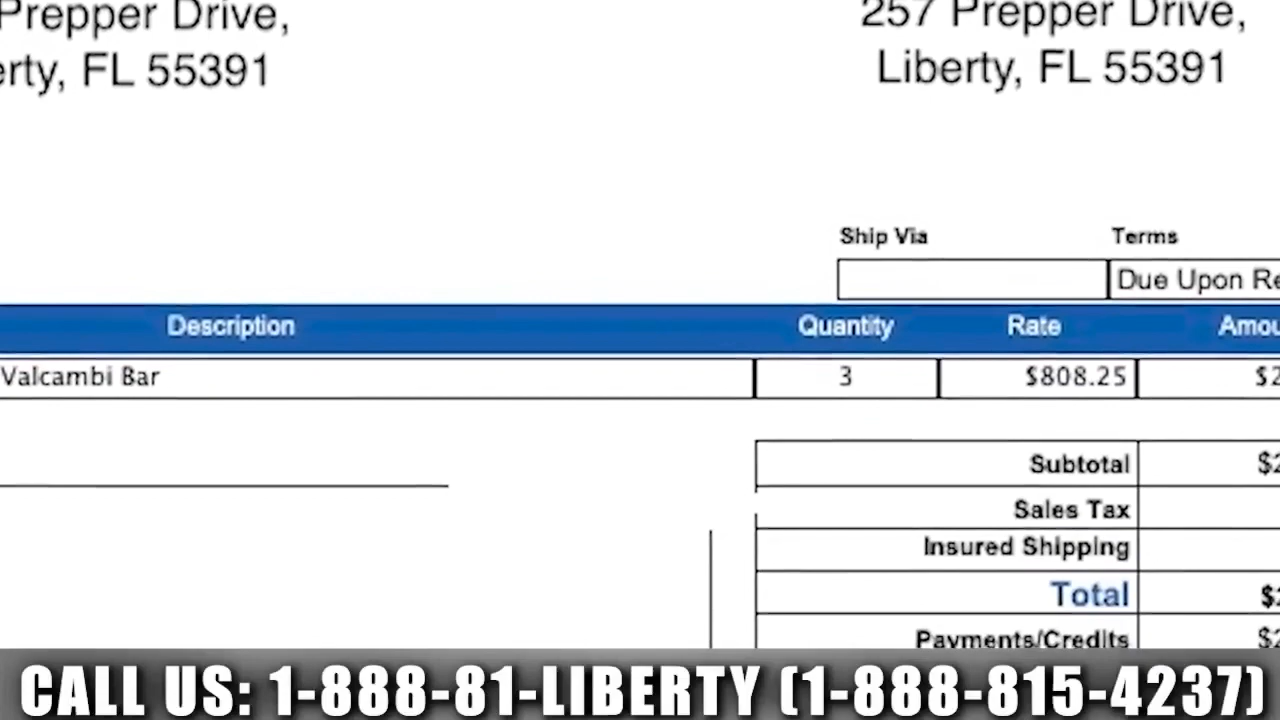 Prepper Drive,
erty, FL 55391
257 Prepper Drive,
Liberty, FL 55391
Ship Via
Terms
Due Upon Re
Description Quantity Rate Amou
Valcambi Bar 3 $808.25 $2
Subtotal $2
Sales Tax
Insured Shipping
Total $2
Payments/Credits $2
CALL US: 1-888-81-LIBERTY (1-888-815-4237)